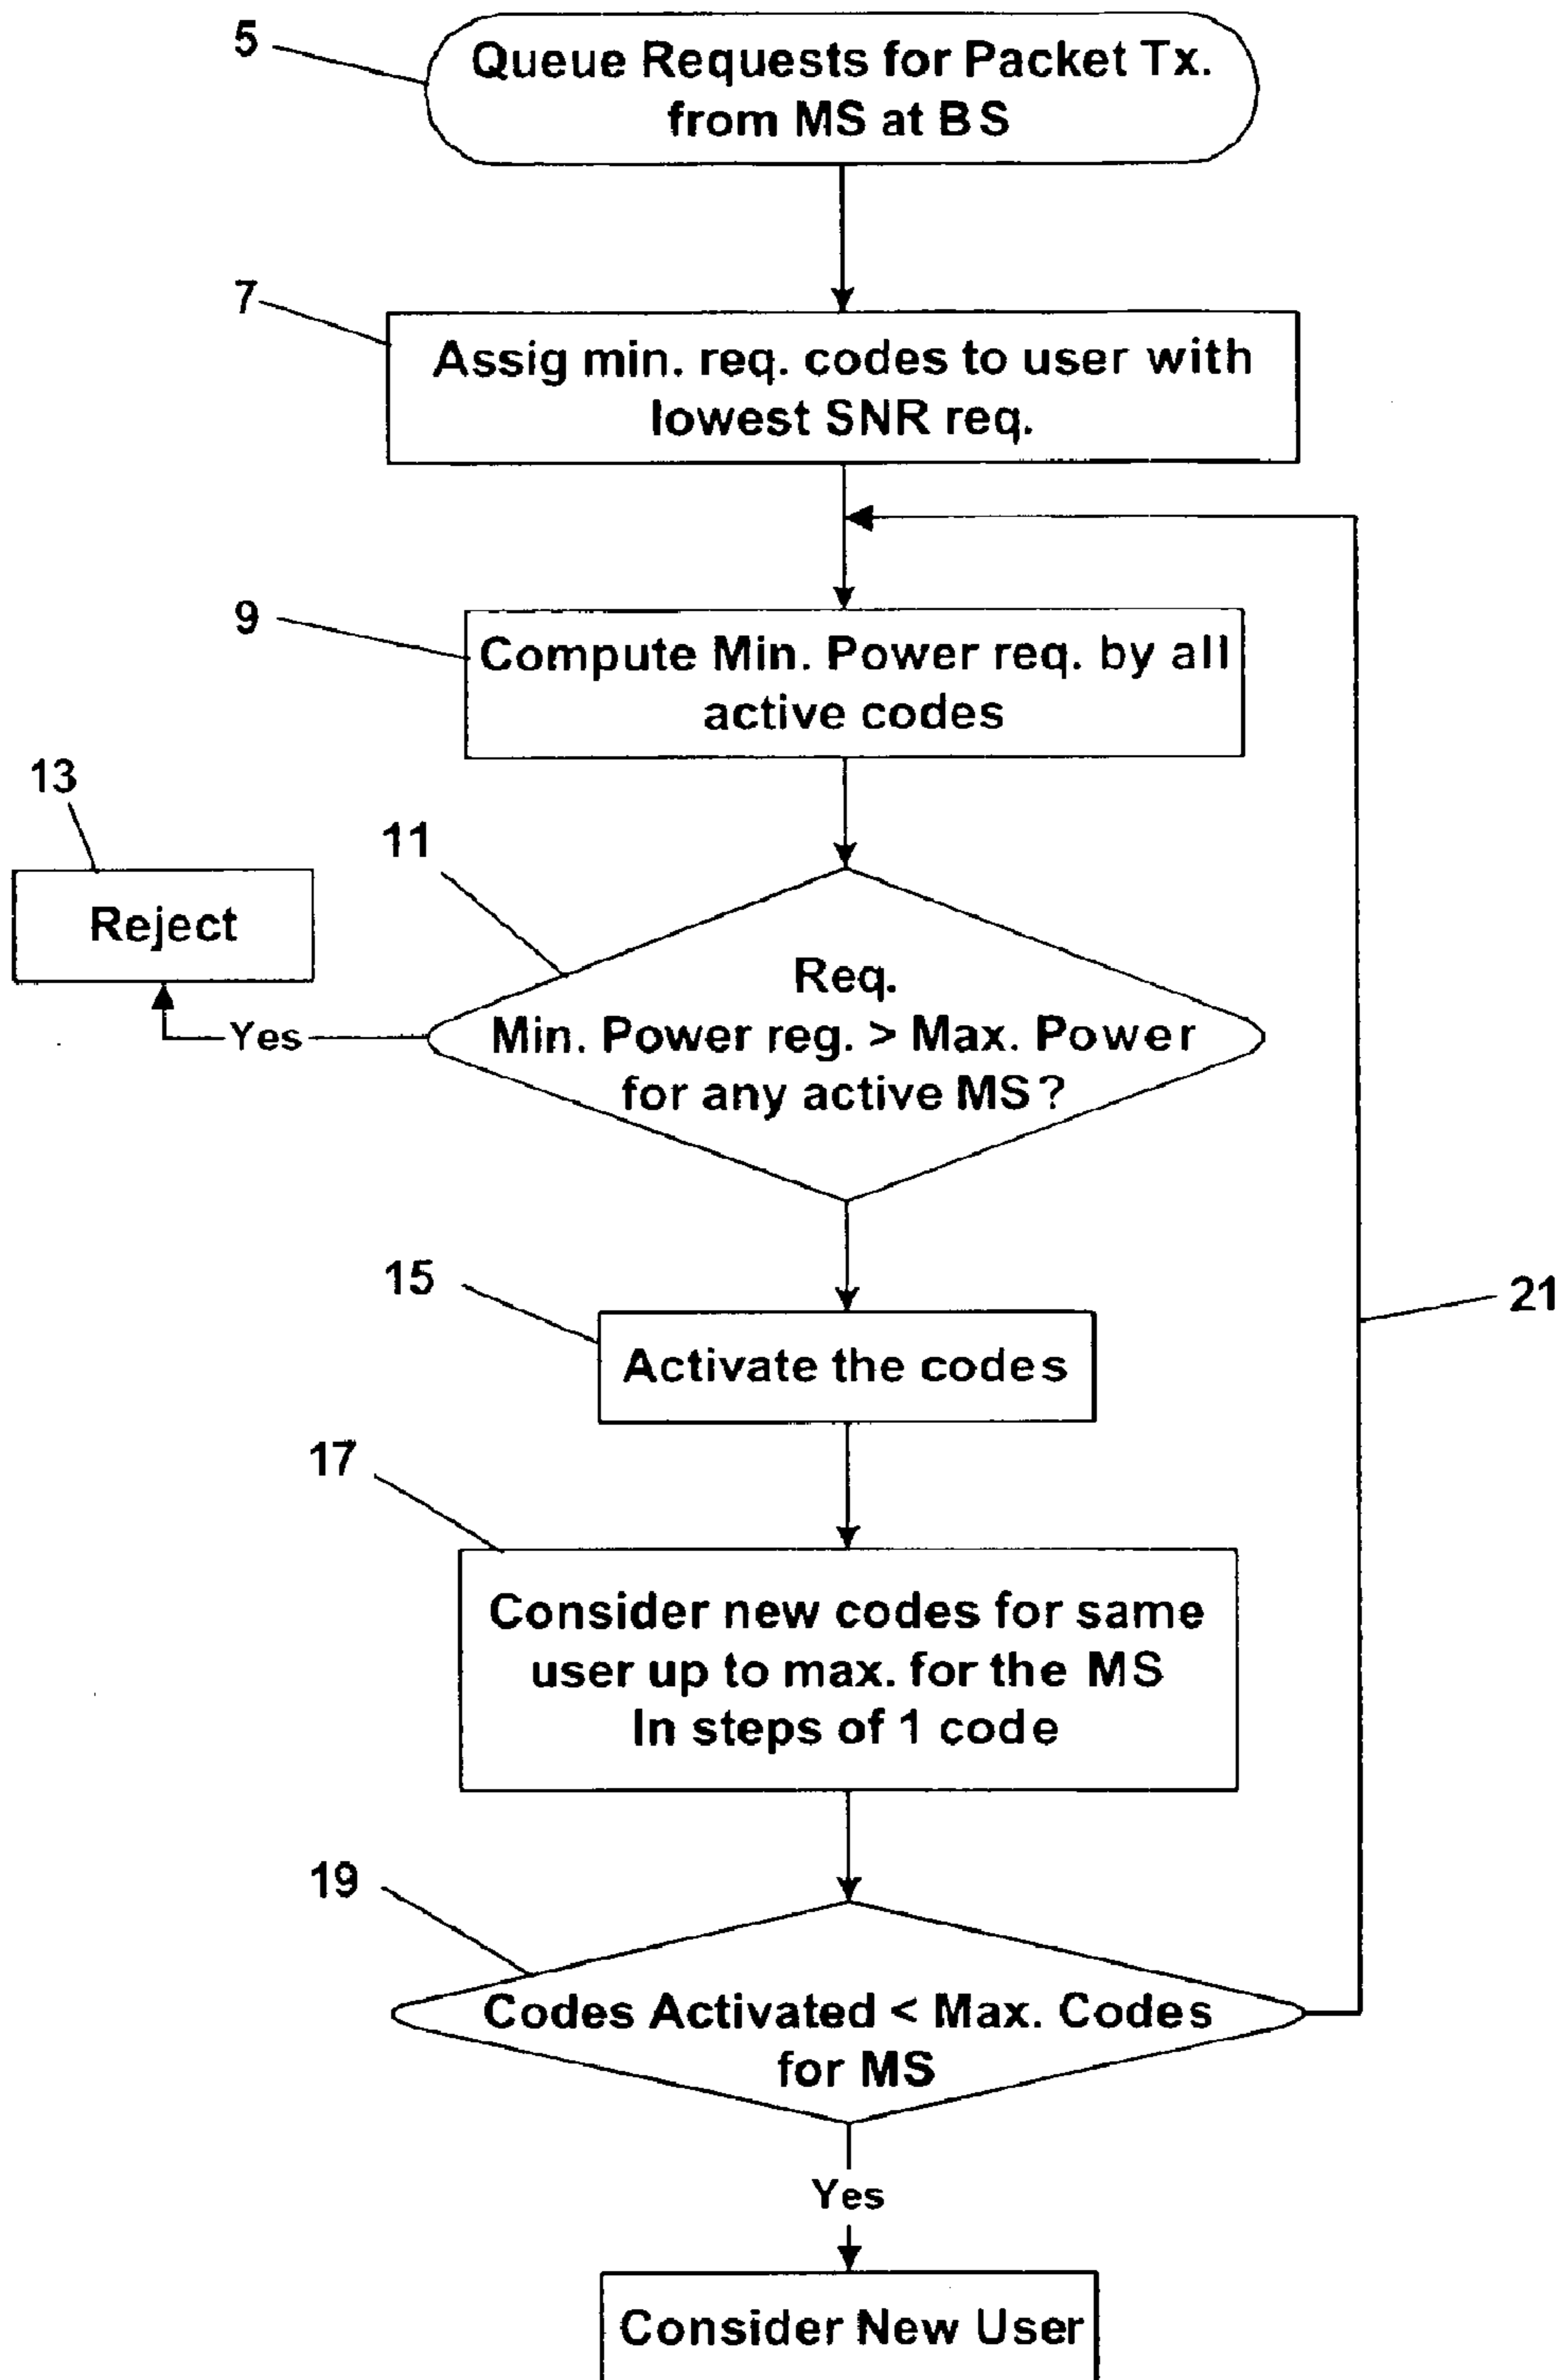 5
Queue Requests for Packet Tx.
from MS at BS
7
Assig min. req. codes to user with
lowest SNR req.
9
Compute Min. Power req. by all
active codes
13
Reject
11
Req.
Min. Power reg. > Max. Power
for any active MS?
Yes
15
Activate the codes
21
17
Consider new codes for same
user up to max. for the MS
In steps of 1 code
19
Codes Activated < Max. Codes
for MS
Yes
Consider New User